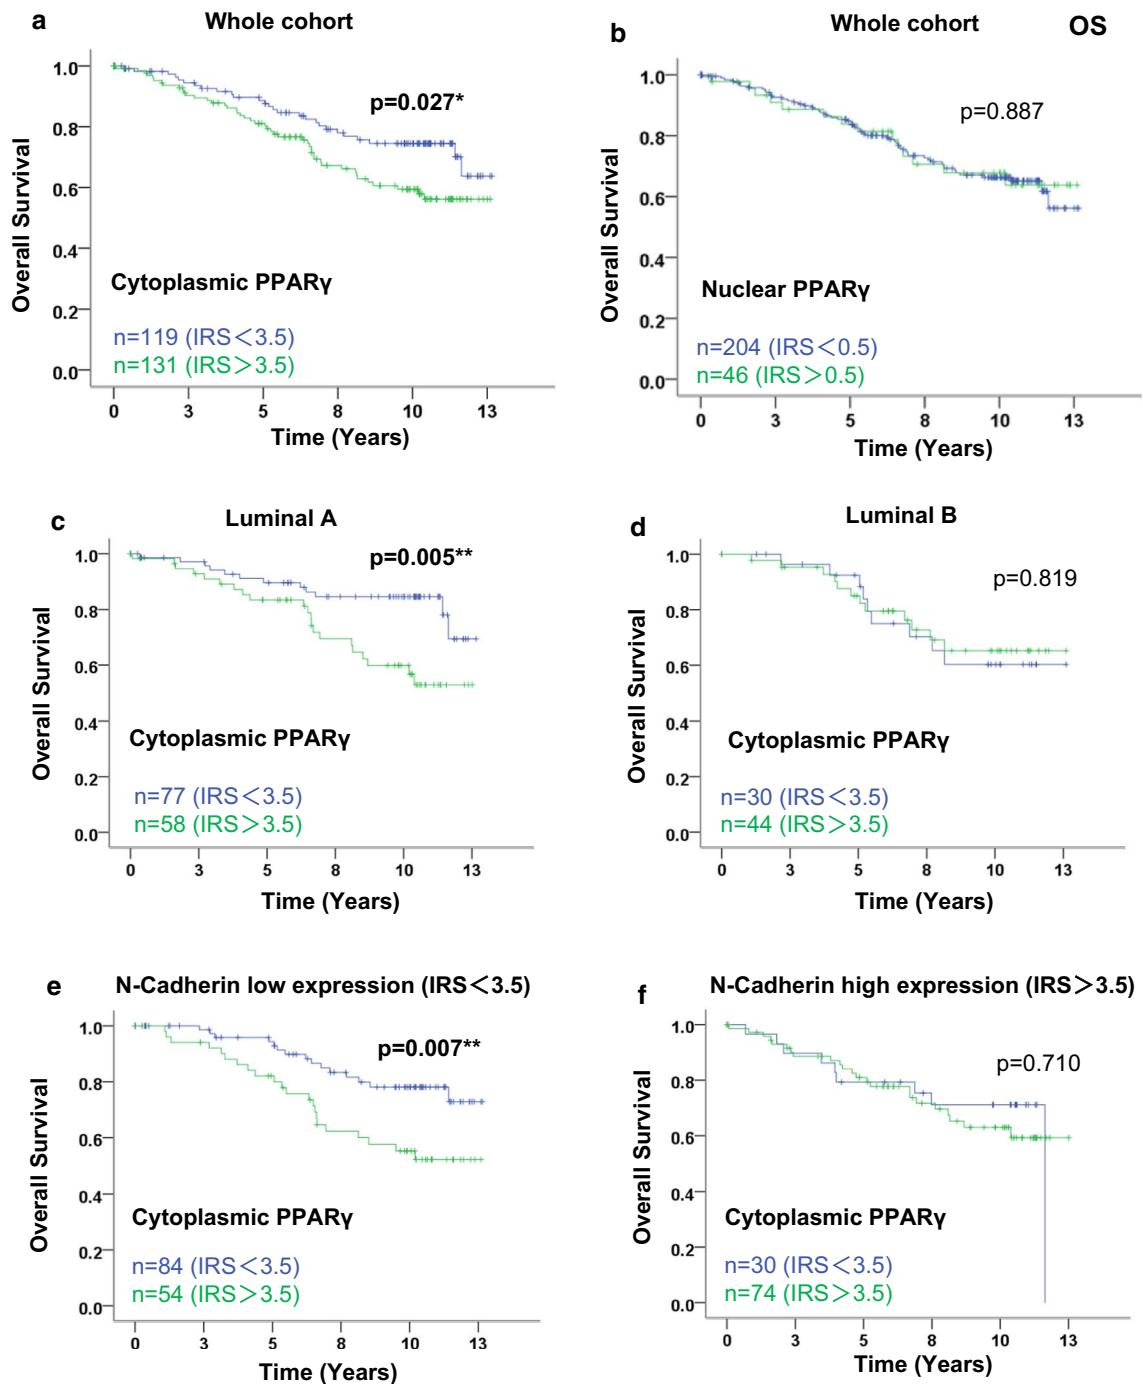 a
Whole cohort
1.0
0.8
0.6
0.4
0.2
0.0
Overall Survival
p=0.027*
Cytoplasmic PPARγ
n=119 (IRS＜3.5)
n=131 (IRS＞3.5)
0 3 5 8 10 13
Time (Years)
b
Whole cohort
OS
1.0
0.8
0.6
0.4
0.2
0.0
Overall Survival
p=0.887
Nuclear PPARγ
n=204 (IRS＜0.5)
n=46 (IRS＞0.5)
0 3 5 8 10 13
Time (Years)
c
Luminal A
1.0
0.8
0.6
0.4
0.2
0.0
Overall Survival
p=0.005**
Cytoplasmic PPARγ
n=77 (IRS＜3.5)
n=58 (IRS＞3.5)
0 3 5 8 10 13
Time (Years)
d
Luminal B
1.0
0.8
0.6
0.4
0.2
0.0
Overall Survival
p=0.819
Cytoplasmic PPARγ
n=30 (IRS＜3.5)
n=44 (IRS＞3.5)
0 3 5 8 10 13
Time (Years)
e
N-Cadherin low expression (IRS＜3.5)
1.0
0.8
0.6
0.4
0.2
0.0
Overall Survival
p=0.007**
Cytoplasmic PPARγ
n=84 (IRS＜3.5)
n=54 (IRS＞3.5)
0 3 5 8 10 13
Time (Years)
f
N-Cadherin high expression (IRS＞3.5)
1.0
0.8
0.6
0.4
0.2
0.0
Overall Survival
p=0.710
Cytoplasmic PPARγ
n=30 (IRS＜3.5)
n=74 (IRS＞3.5)
0 3 5 8 10 13
Time (Years)